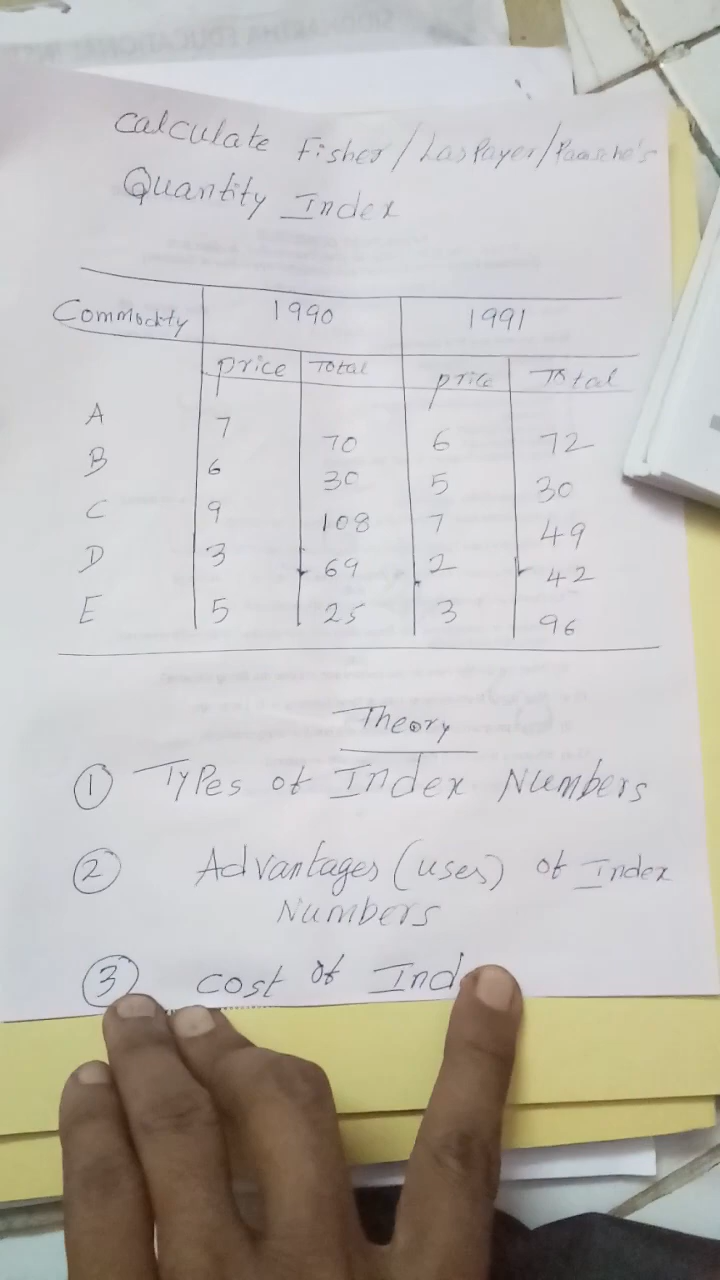 Calculate Fisher/Laspayer/Paasche's
Quantity Index
Commodity 1990 1991
price Total price Total
A 7 70 6 72
B 6 30 5 30
C 9 108 7 49
D 3 69 2 42
E 5 25 3 96
Theory
① Types of Index Numbers
② Advantages (uses) of Index
Numbers
③ cost of Ind